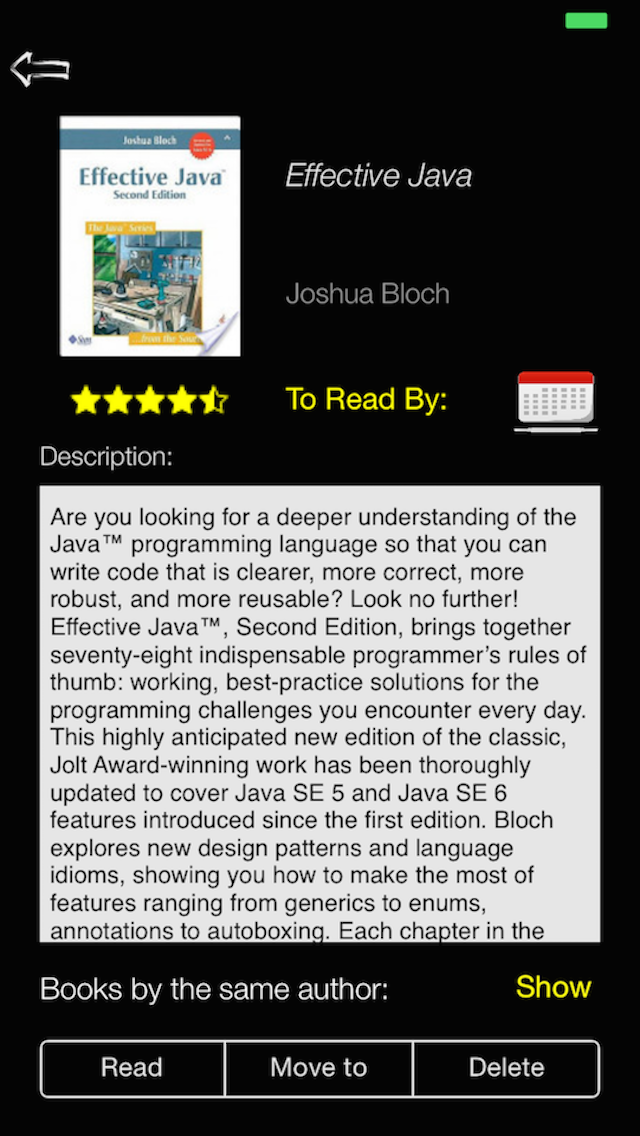 Joshua Bloch
Effective Java™
Second Edition
The Java™ Series
Sun
...from the Source
Effective Java
Joshua Bloch
To Read By:
Description:
Are you looking for a deeper understanding of the
Java™ programming language so that you can
write code that is clearer, more correct, more
robust, and more reusable? Look no further!
Effective Java™, Second Edition, brings together
seventy-eight indispensable programmer’s rules of
thumb: working, best-practice solutions for the
programming challenges you encounter every day.
This highly anticipated new edition of the classic,
Jolt Award-winning work has been thoroughly
updated to cover Java SE 5 and Java SE 6
features introduced since the first edition. Bloch
explores new design patterns and language
idioms, showing you how to make the most of
features ranging from generics to enums,
annotations to autoboxing. Each chapter in the
Books by the same author:
Show
Read
Move to
Delete